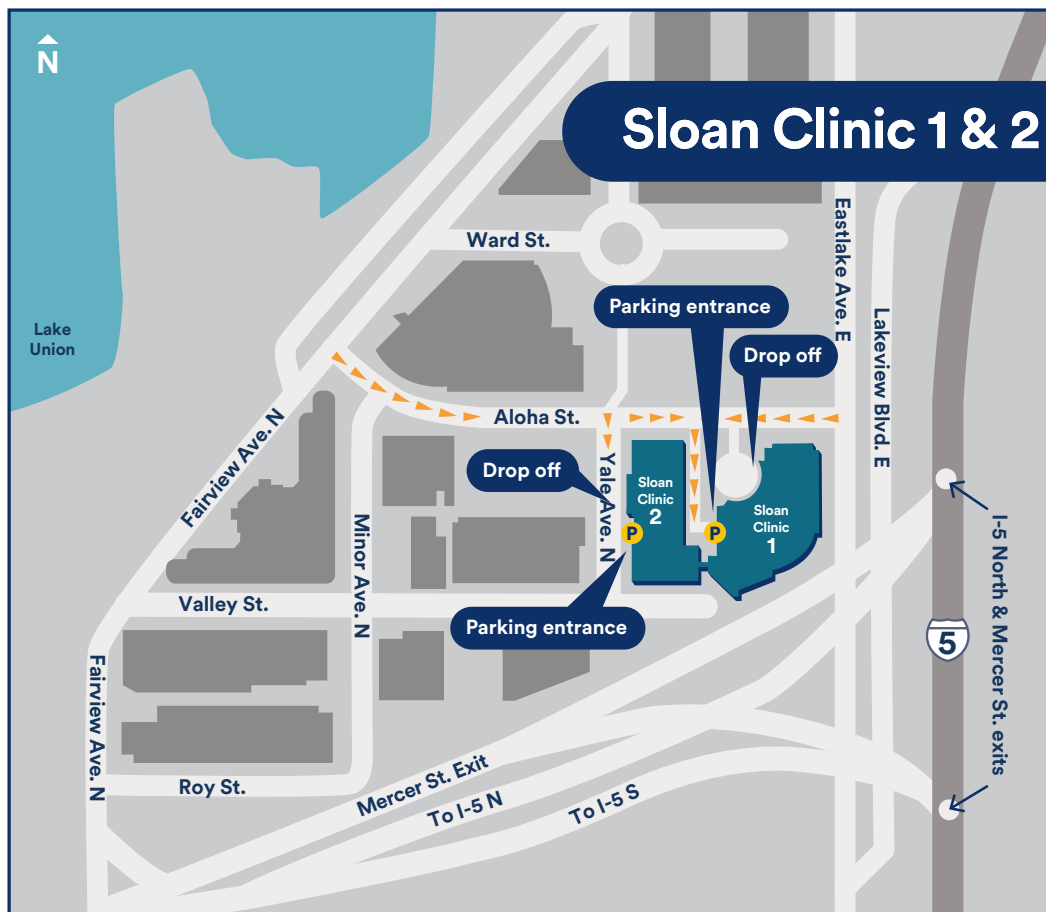 N
Sloan Clinic 1 & 2
Ward St.
Eastlake Ave. E
Parking entrance
Lakeview Blvd. E
Lake
Union
Drop off
Aloha St.
Fairview Ave. N
Drop off
Yale Ave. N
Sloan
Clinic
2
Sloan
Clinic
1
P
P
Minor Ave. N
I-5 North & Mercer St. exits
Valley St.
Parking entrance
5
Fairview Ave. N
Roy St.
Mercer St. Exit
To I-5 N
To I-5 S